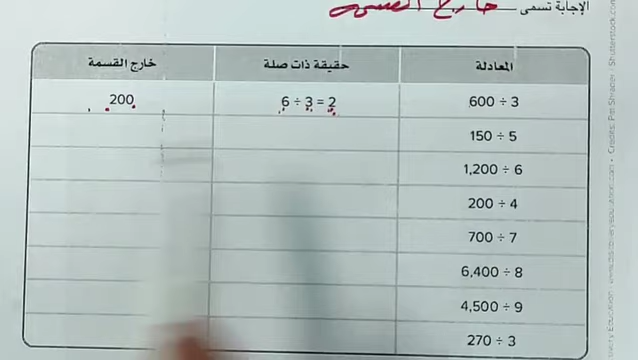 الإجابة تسمى خارج القسمة
المعادلة حقيقة ذات صلة خارج القسمة
600 ÷ 3 6 ÷ 3 = 2 200
150 ÷ 5
1,200 ÷ 6
200 ÷ 4
700 ÷ 7
6,400 ÷ 8
4,500 ÷ 9
270 ÷ 3